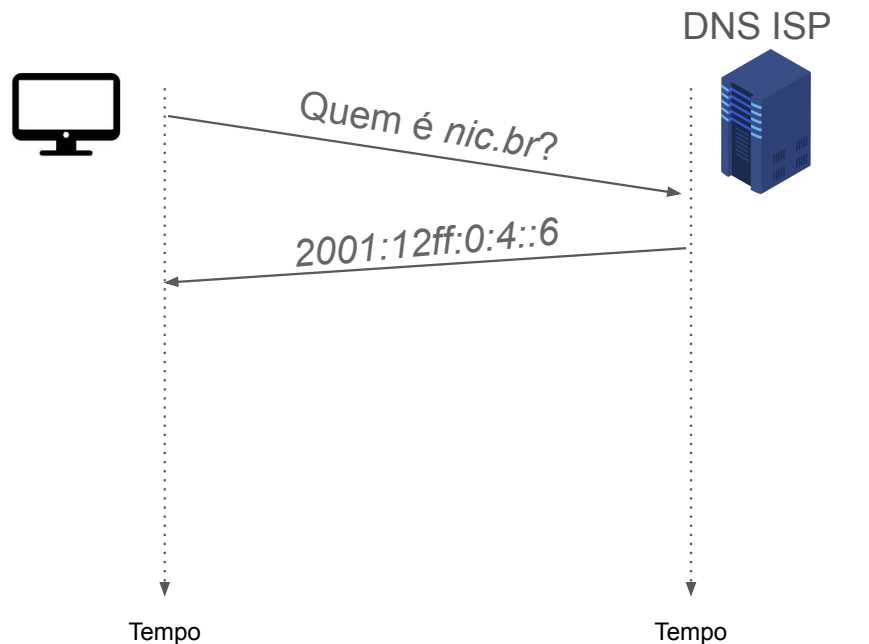 DNS ISP
Quem é nic.br?
2001:12ff:0:4::6
Tempo
Tempo